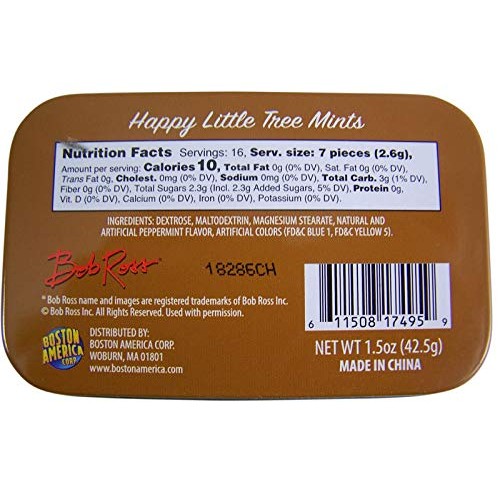 Happy Little Tree Mints
Nutrition Facts Servings: 16, Serv. size: 7 pieces (2.6g),
Amount per serving: Calories 10, Total Fat 0g (0% DV), Sat. Fat 0g (0% DV),
Trans Fat 0g, Cholest. 0mg (0% DV), Sodium 0mg (0% DV), Total Carb. 3g (1% DV),
Fiber 0g (0% DV), Total Sugars 2.3g (Incl. 2.3g Added Sugars, 5% DV), Protein 0g,
Vit. D (0% DV), Calcium (0% DV), Iron (0% DV), Potassium (0% DV).
INGREDIENTS: DEXTROSE, MALTODEXTRIN, MAGNESIUM STEARATE, NATURAL AND
ARTIFICIAL PEPPERMINT FLAVOR, ARTIFICIAL COLORS (FD&C BLUE 1, FD&C YELLOW 5).
Bob Ross
18286CH
* Bob Ross name and images are registered trademarks of Bob Ross Inc.
© Bob Ross Inc. All Rights Reserved. Used with permission.
6 11508 17495 9
BOSTON
AMERICA
CORP.
DISTRIBUTED BY:
BOSTON AMERICA CORP.
WOBURN, MA 01801
www.bostonamerica.com
NET WT 1.5oz (42.5g)
MADE IN CHINA